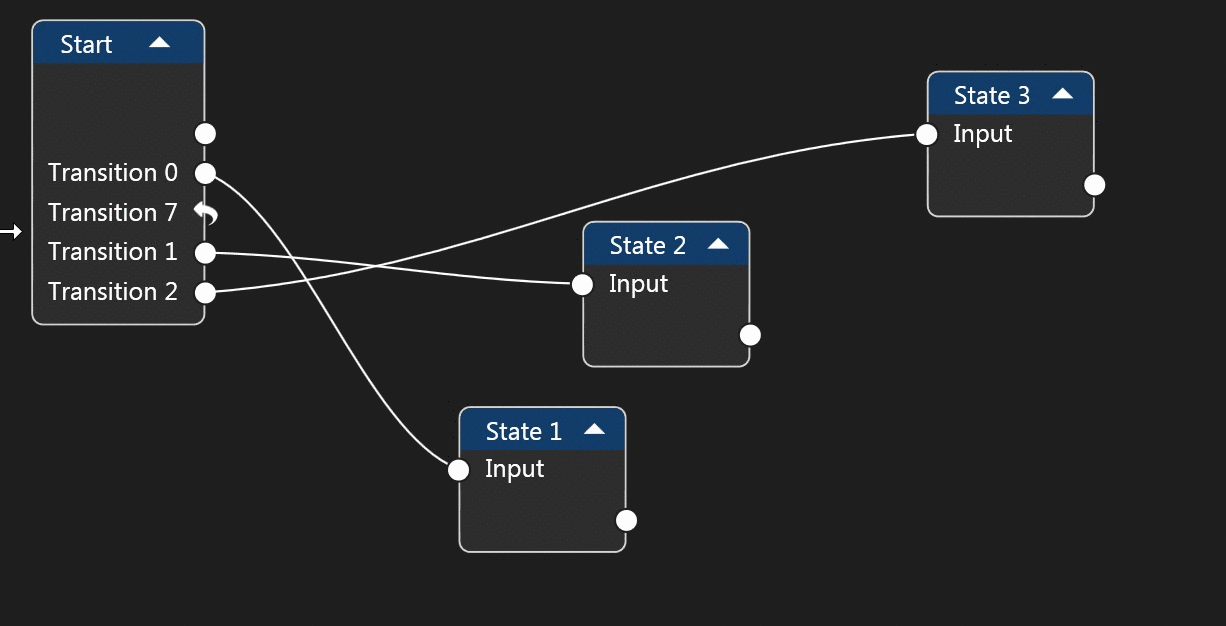 Start
Transition 0
Transition 7
Transition 1
Transition 2
State 3
Input
State 2
Input
State 1
Input